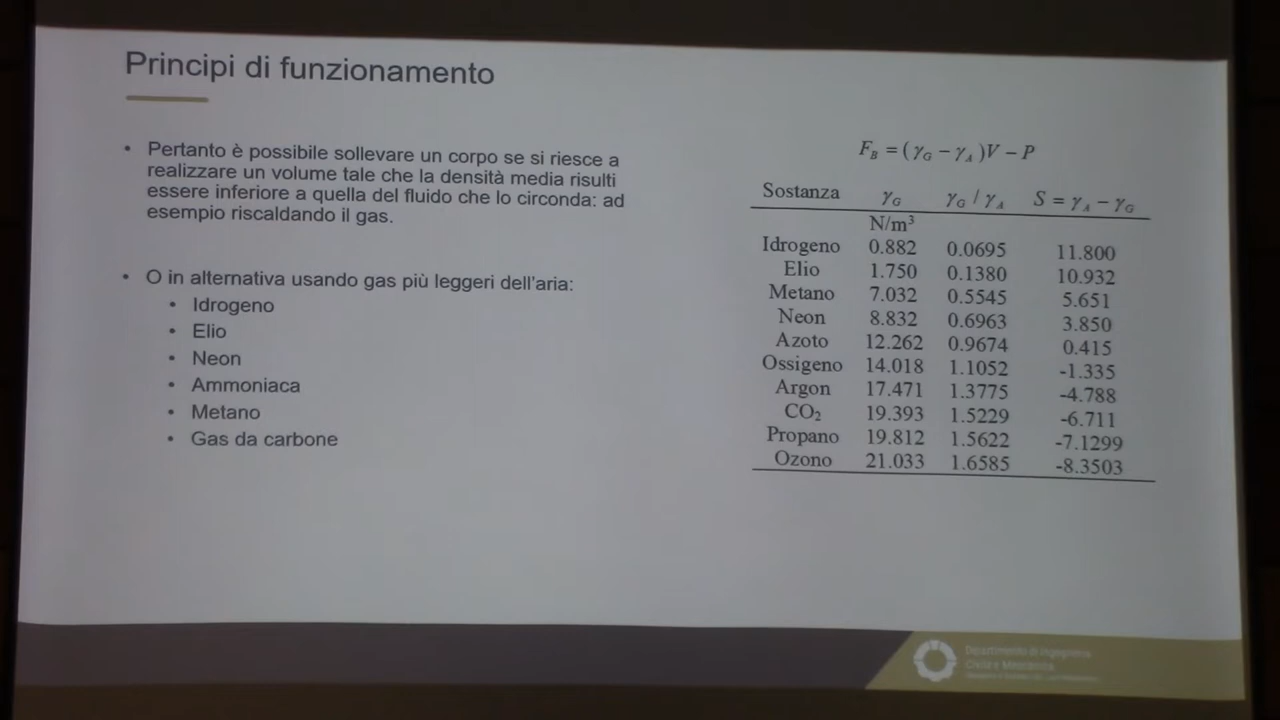 Principi di funzionamento
• Pertanto è possibile sollevare un corpo se si riesce a
realizzare un volume tale che la densità media risulti
essere inferiore a quella del fluido che lo circonda: ad
esempio riscaldando il gas.
• O in alternativa usando gas più leggeri dell'aria:
• Idrogeno
• Elio
• Neon
• Ammoniaca
• Metano
• Gas da carbone
F_B = (γ_G − γ_A)V − P
Sostanza γ_G γ_G / γ_A S = γ_A − γ_G
N/m³
Idrogeno 0.882 0.0695 11.800
Elio 1.750 0.1380 10.932
Metano 7.032 0.5545 5.651
Neon 8.832 0.6963 3.850
Azoto 12.262 0.9674 0.415
Ossigeno 14.018 1.1052 -1.335
Argon 17.471 1.3775 -4.788
CO₂ 19.393 1.5229 -6.711
Propano 19.812 1.5622 -7.1299
Ozono 21.033 1.6585 -8.3503
Dipartimento di Ingegneria
Civile e Meccanica